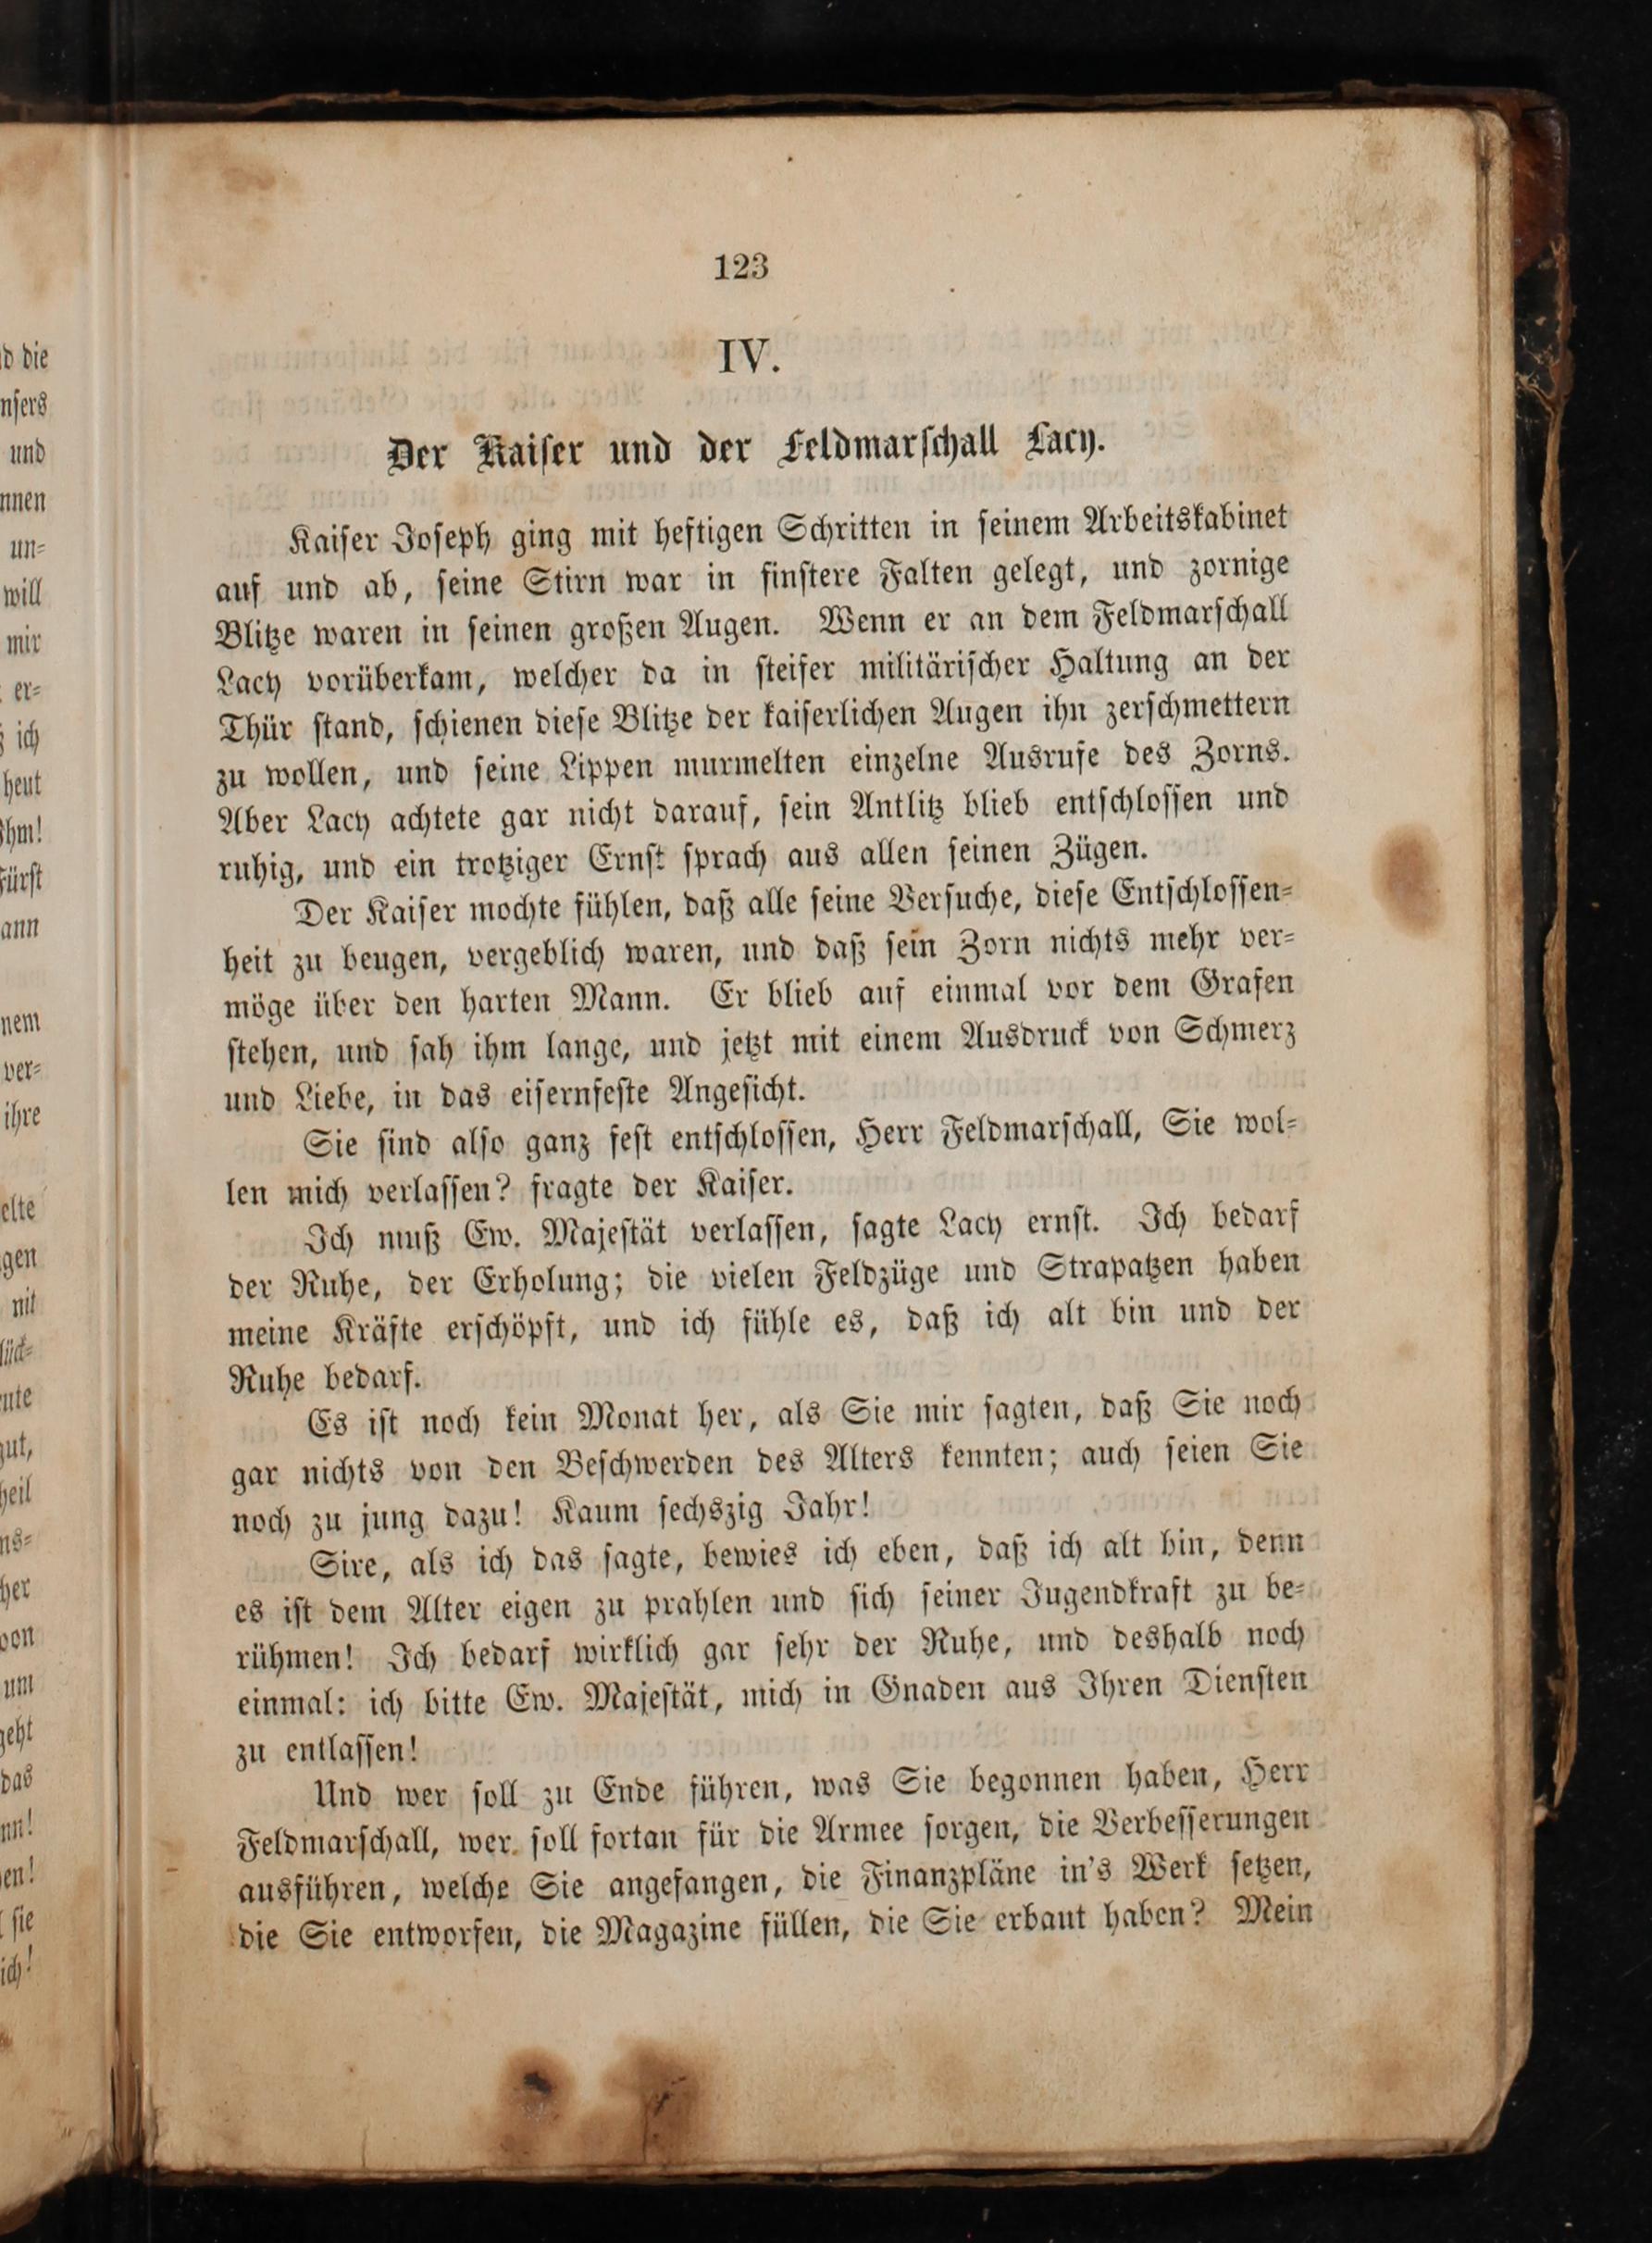 123
IV.
Der Kaiser und der Feldmarschall Lacy.
Kaiser Joseph ging mit heftigen Schritten in seinem Arbeitskabinet
auf und ab, seine Stirn war in finstere Falten gelegt, und zornige
Blitze waren in seinen großen Augen. Wenn er an dem Feldmarschall
Lacy vorüberkam, welcher da in steifer militärischer Haltung an der
Thür stand, schienen diese Blitze der kaiserlichen Augen ihn zerschmettern
zu wollen, und seine Lippen murmelten einzelne Ausrufe des Zorns.
Aber Lacy achtete gar nicht darauf, sein Antlitz blieb entschlossen und
ruhig, und ein trotziger Ernst sprach aus allen seinen Zügen.
Der Kaiser mochte fühlen, daß alle seine Versuche, diese Entschlossen-
heit zu beugen, vergeblich waren, und daß sein Zorn nichts mehr ver-
möge über den harten Mann. Er blieb auf einmal vor dem Grafen
stehen, und sah ihm lange, und jetzt mit einem Ausdruck von Schmerz
und Liebe, in das eisernfeste Angesicht.
Sie sind also ganz fest entschlossen, Herr Feldmarschall, Sie wol-
len mich verlassen? fragte der Kaiser.
Ich muß Ew. Majestät verlassen, sagte Lacy ernst. Ich bedarf
der Ruhe, der Erholung; die vielen Feldzüge und Strapatzen haben
meine Kräfte erschöpft, und ich fühle es, daß ich alt bin und der
Ruhe bedarf.
Es ist noch kein Monat her, als Sie mir sagten, daß Sie noch
gar nichts von den Beschwerden des Alters kennten; auch seien Sie
noch zu jung dazu! Kaum sechszig Jahr!
Sire, als ich das sagte, bewies ich eben, daß ich alt bin, denn
es ist dem Alter eigen zu prahlen und sich seiner Jugendkraft zu be-
rühmen! Ich bedarf wirklich gar sehr der Ruhe, und deshalb noch
einmal: ich bitte Ew. Majestät, mich in Gnaden aus Ihren Diensten
zu entlassen!
Und wer soll zu Ende führen, was Sie begonnen haben, Herr
Feldmarschall, wer soll fortan für die Armee sorgen, die Verbesserungen
ausführen, welche Sie angefangen, die Finanzpläne in's Werk setzen,
die Sie entworfen, die Magazine füllen, die Sie erbaut haben? Mein